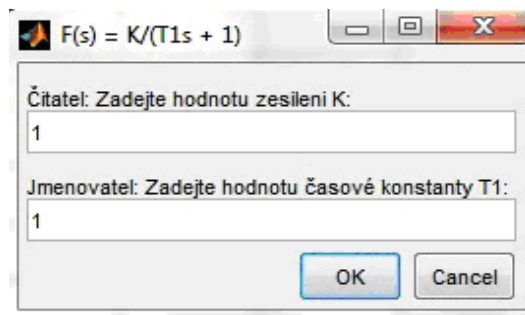 F(s) = K/(T1s + 1)
Čitatel: Zadejte hodnotu zesileni K:
1
Jmenovatel: Zadejte hodnotu časové konstanty T1:
1
OK Cancel